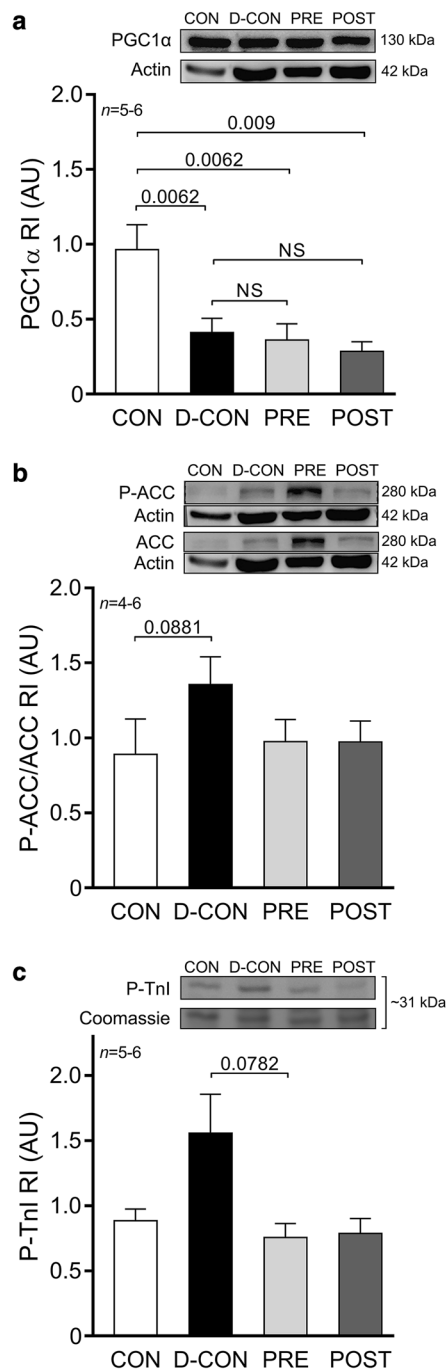 a
CON D-CON PRE POST
PGC1α 130 kDa
Actin 42 kDa
2.0
n=5-6
0.009
1.5
0.0062
0.0062
1.0
NS
NS
0.5
0
PGC1α RI (AU)
CON D-CON PRE POST
b
CON D-CON PRE POST
P-ACC 280 kDa
Actin 42 kDa
ACC 280 kDa
Actin 42 kDa
2.0
n=4-6
0.0881
1.5
1.0
0.5
0
P-ACC/ACC RI (AU)
CON D-CON PRE POST
c
CON D-CON PRE POST
P-TnI
~31 kDa
Coomassie
n=5-6
2.0
0.0782
1.5
1.0
0.5
0
P-TnI RI (AU)
CON D-CON PRE POST